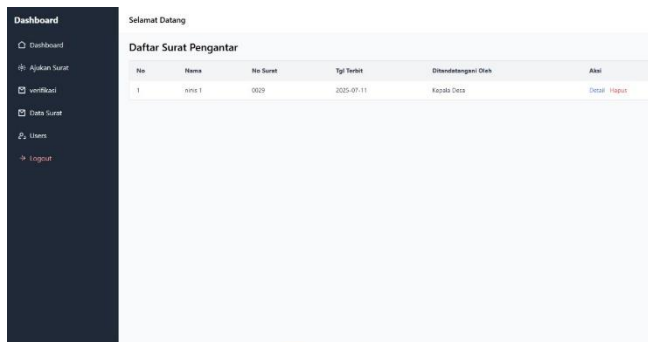 Dashboard
Dashboard
Ajukan Surat
verifikasi
Data Surat
Users
Logout
Selamat Datang
Daftar Surat Pengantar
No Nama No Surat Tgl Terbit Ditandatangani Oleh Aksi
1 ninis 1 0029 2025-07-11 Kepala Desa Detail Hapus